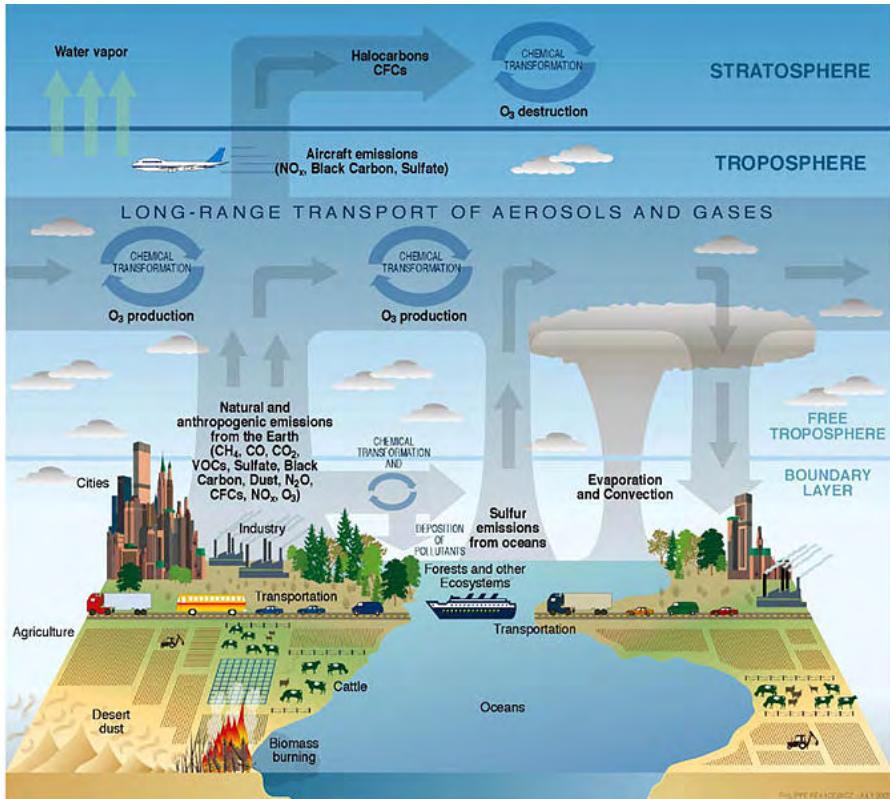 Water vapor
Halocarbons
CFCs
CHEMICAL
TRANSFORMATION
O₃ destruction
STRATOSPHERE
Aircraft emissions
(NOₓ, Black Carbon, Sulfate)
TROPOSPHERE
LONG-RANGE TRANSPORT OF AEROSOLS AND GASES
CHEMICAL
TRANSFORMATION
O₃ production
CHEMICAL
TRANSFORMATION
O₃ production
Natural and
anthropogenic emissions
from the Earth
(CH₄, CO, CO₂,
VOCs, Sulfate, Black
Carbon, Dust, N₂O,
CFCs, NOₓ, O₃)
CHEMICAL
TRANSFORMATION
AND
DEPOSITION
OF
POLLUTANTS
FREE
TROPOSPHERE
BOUNDARY
LAYER
Cities
Industry
Sulfur
emissions
from oceans
Evaporation
and Convection
Forests and other
Ecosystems
Transportation
Transportation
Agriculture
Cattle
Oceans
Desert
dust
Biomass
burning